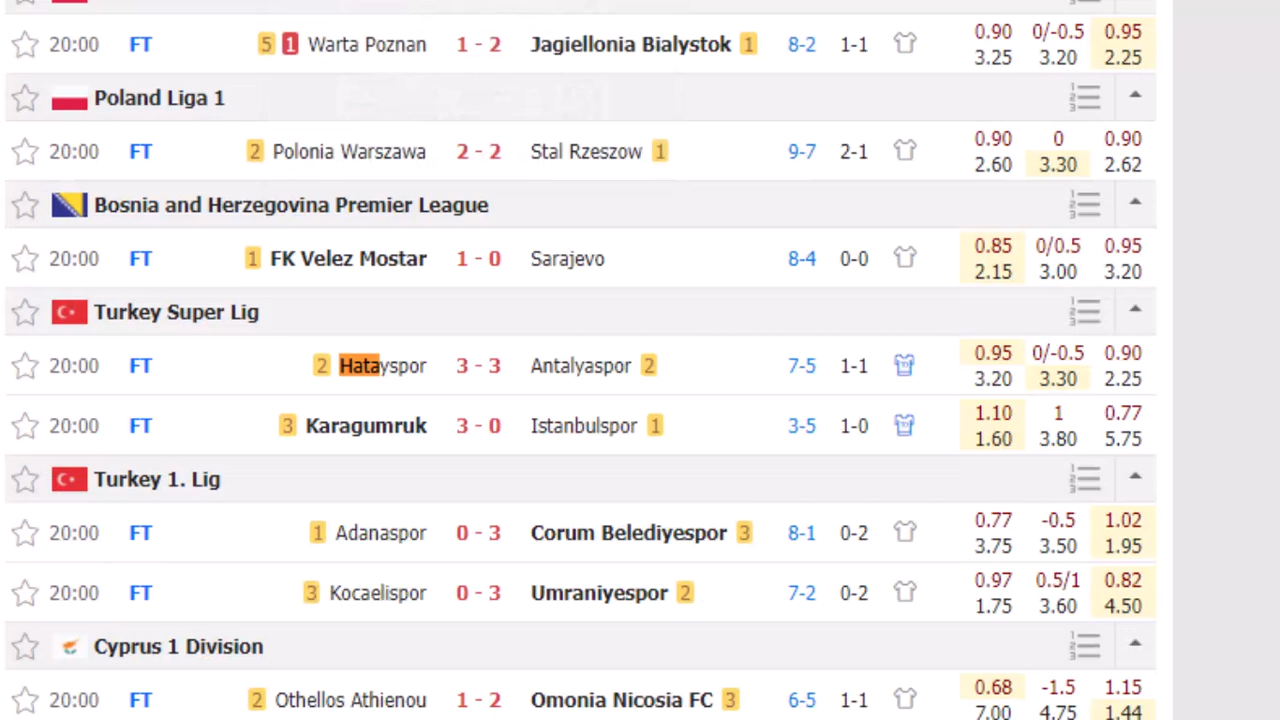 20:00 FT 5 1 Warta Poznan 1 - 2 Jagiellonia Bialystok 1 8-2 1-1 0.90 0/-0.5 0.95
3.25 3.20 2.25
Poland Liga 1
20:00 FT 2 Polonia Warszawa 2 - 2 Stal Rzeszow 1 9-7 2-1 0.90 0 0.90
2.60 3.30 2.62
Bosnia and Herzegovina Premier League
20:00 FT 1 FK Velez Mostar 1 - 0 Sarajevo 8-4 0-0 0.85 0/0.5 0.95
2.15 3.00 3.20
Turkey Super Lig
20:00 FT 2 Hatayspor 3 - 3 Antalyaspor 2 7-5 1-1 0.95 0/-0.5 0.90
3.20 3.30 2.25
20:00 FT 3 Karagumruk 3 - 0 Istanbulspor 1 3-5 1-0 1.10 1 0.77
1.60 3.80 5.75
Turkey 1. Lig
20:00 FT 1 Adanaspor 0 - 3 Corum Belediyespor 3 8-1 0-2 0.77 -0.5 1.02
3.75 3.50 1.95
20:00 FT 3 Kocaelispor 0 - 3 Umraniyespor 2 7-2 0-2 0.97 0.5/1 0.82
1.75 3.60 4.50
Cyprus 1 Division
20:00 FT 2 Othellos Athienou 1 - 2 Omonia Nicosia FC 3 6-5 1-1 0.68 -1.5 1.15
7.00 4.75 1.44